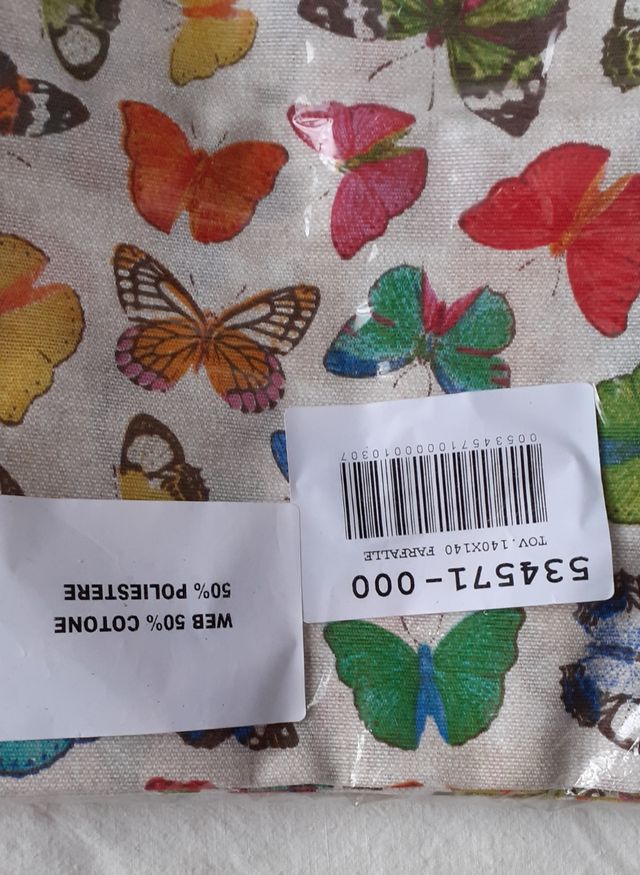 534571-000
TOV.140X140 FARFALLE
0053457100000010307
WEB 50% COTONE
50% POLIESTERE